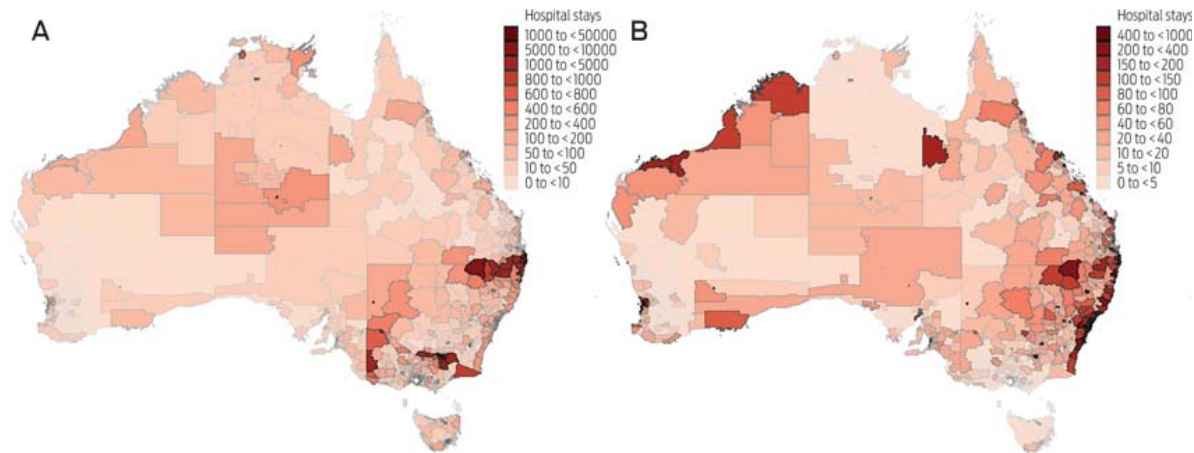 A
Hospital stays
1000 to <50000
5000 to <10000
1000 to <5000
800 to <1000
600 to <800
400 to <600
200 to <400
100 to <200
50 to <100
10 to <50
0 to <10
B
Hospital stays
400 to <1000
200 to <400
150 to <200
100 to <150
80 to <100
60 to <80
40 to <60
20 to <40
10 to <20
5 to <10
0 to <5